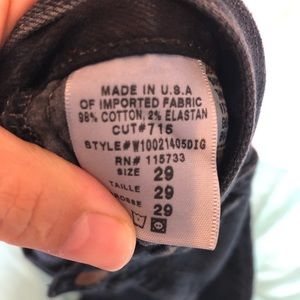 MADE IN U.S.A
OF IMPORTED FABRIC
98% COTTON, 2% ELASTAN
CUT#715
STYLE#W10021405DIG
RN# 115733
SIZE 29
TAILLE 29
29